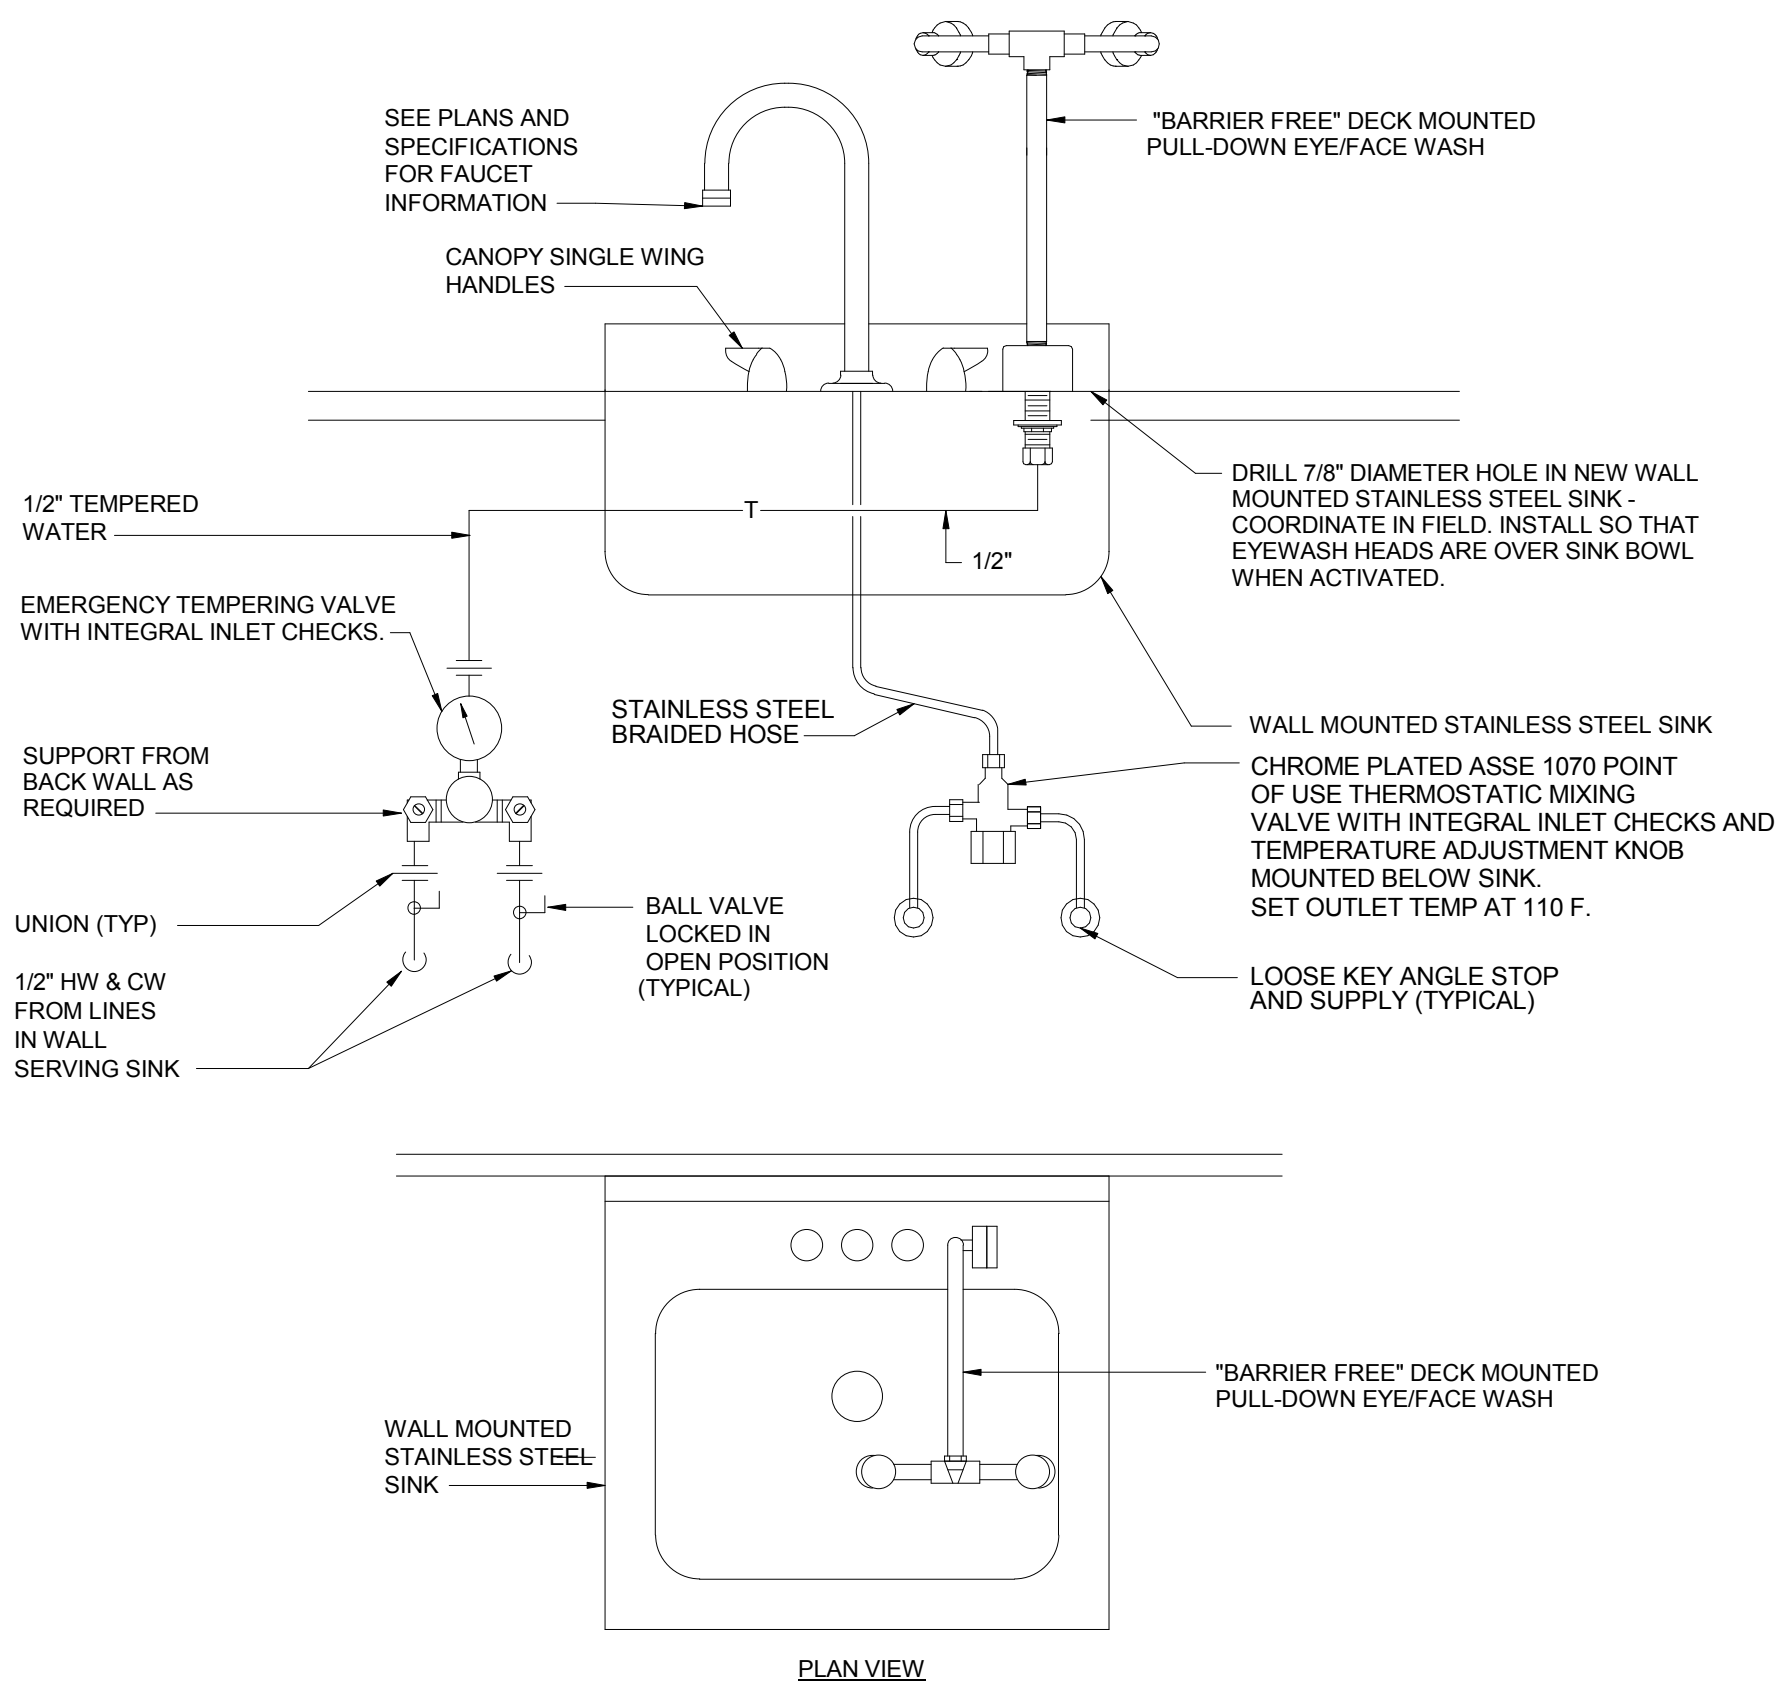 SEE PLANS AND
SPECIFICATIONS
FOR FAUCET
INFORMATION
"BARRIER FREE" DECK MOUNTED
PULL-DOWN EYE/FACE WASH
CANOPY SINGLE WING
HANDLES
DRILL 7/8" DIAMETER HOLE IN NEW WALL
MOUNTED STAINLESS STEEL SINK -
COORDINATE IN FIELD. INSTALL SO THAT
EYEWASH HEADS ARE OVER SINK BOWL
WHEN ACTIVATED.
1/2" TEMPERED
WATER
T
1/2"
EMERGENCY TEMPERING VALVE
WITH INTEGRAL INLET CHECKS.
STAINLESS STEEL
BRAIDED HOSE
WALL MOUNTED STAINLESS STEEL SINK
SUPPORT FROM
BACK WALL AS
REQUIRED
CHROME PLATED ASSE 1070 POINT
OF USE THERMOSTATIC MIXING
VALVE WITH INTEGRAL INLET CHECKS AND
TEMPERATURE ADJUSTMENT KNOB
MOUNTED BELOW SINK.
SET OUTLET TEMP AT 110 F.
UNION (TYP)
BALL VALVE
LOCKED IN
OPEN POSITION
(TYPICAL)
1/2" HW & CW
FROM LINES
IN WALL
SERVING SINK
LOOSE KEY ANGLE STOP
AND SUPPLY (TYPICAL)
"BARRIER FREE" DECK MOUNTED
PULL-DOWN EYE/FACE WASH
WALL MOUNTED
STAINLESS STEEL
SINK
PLAN VIEW